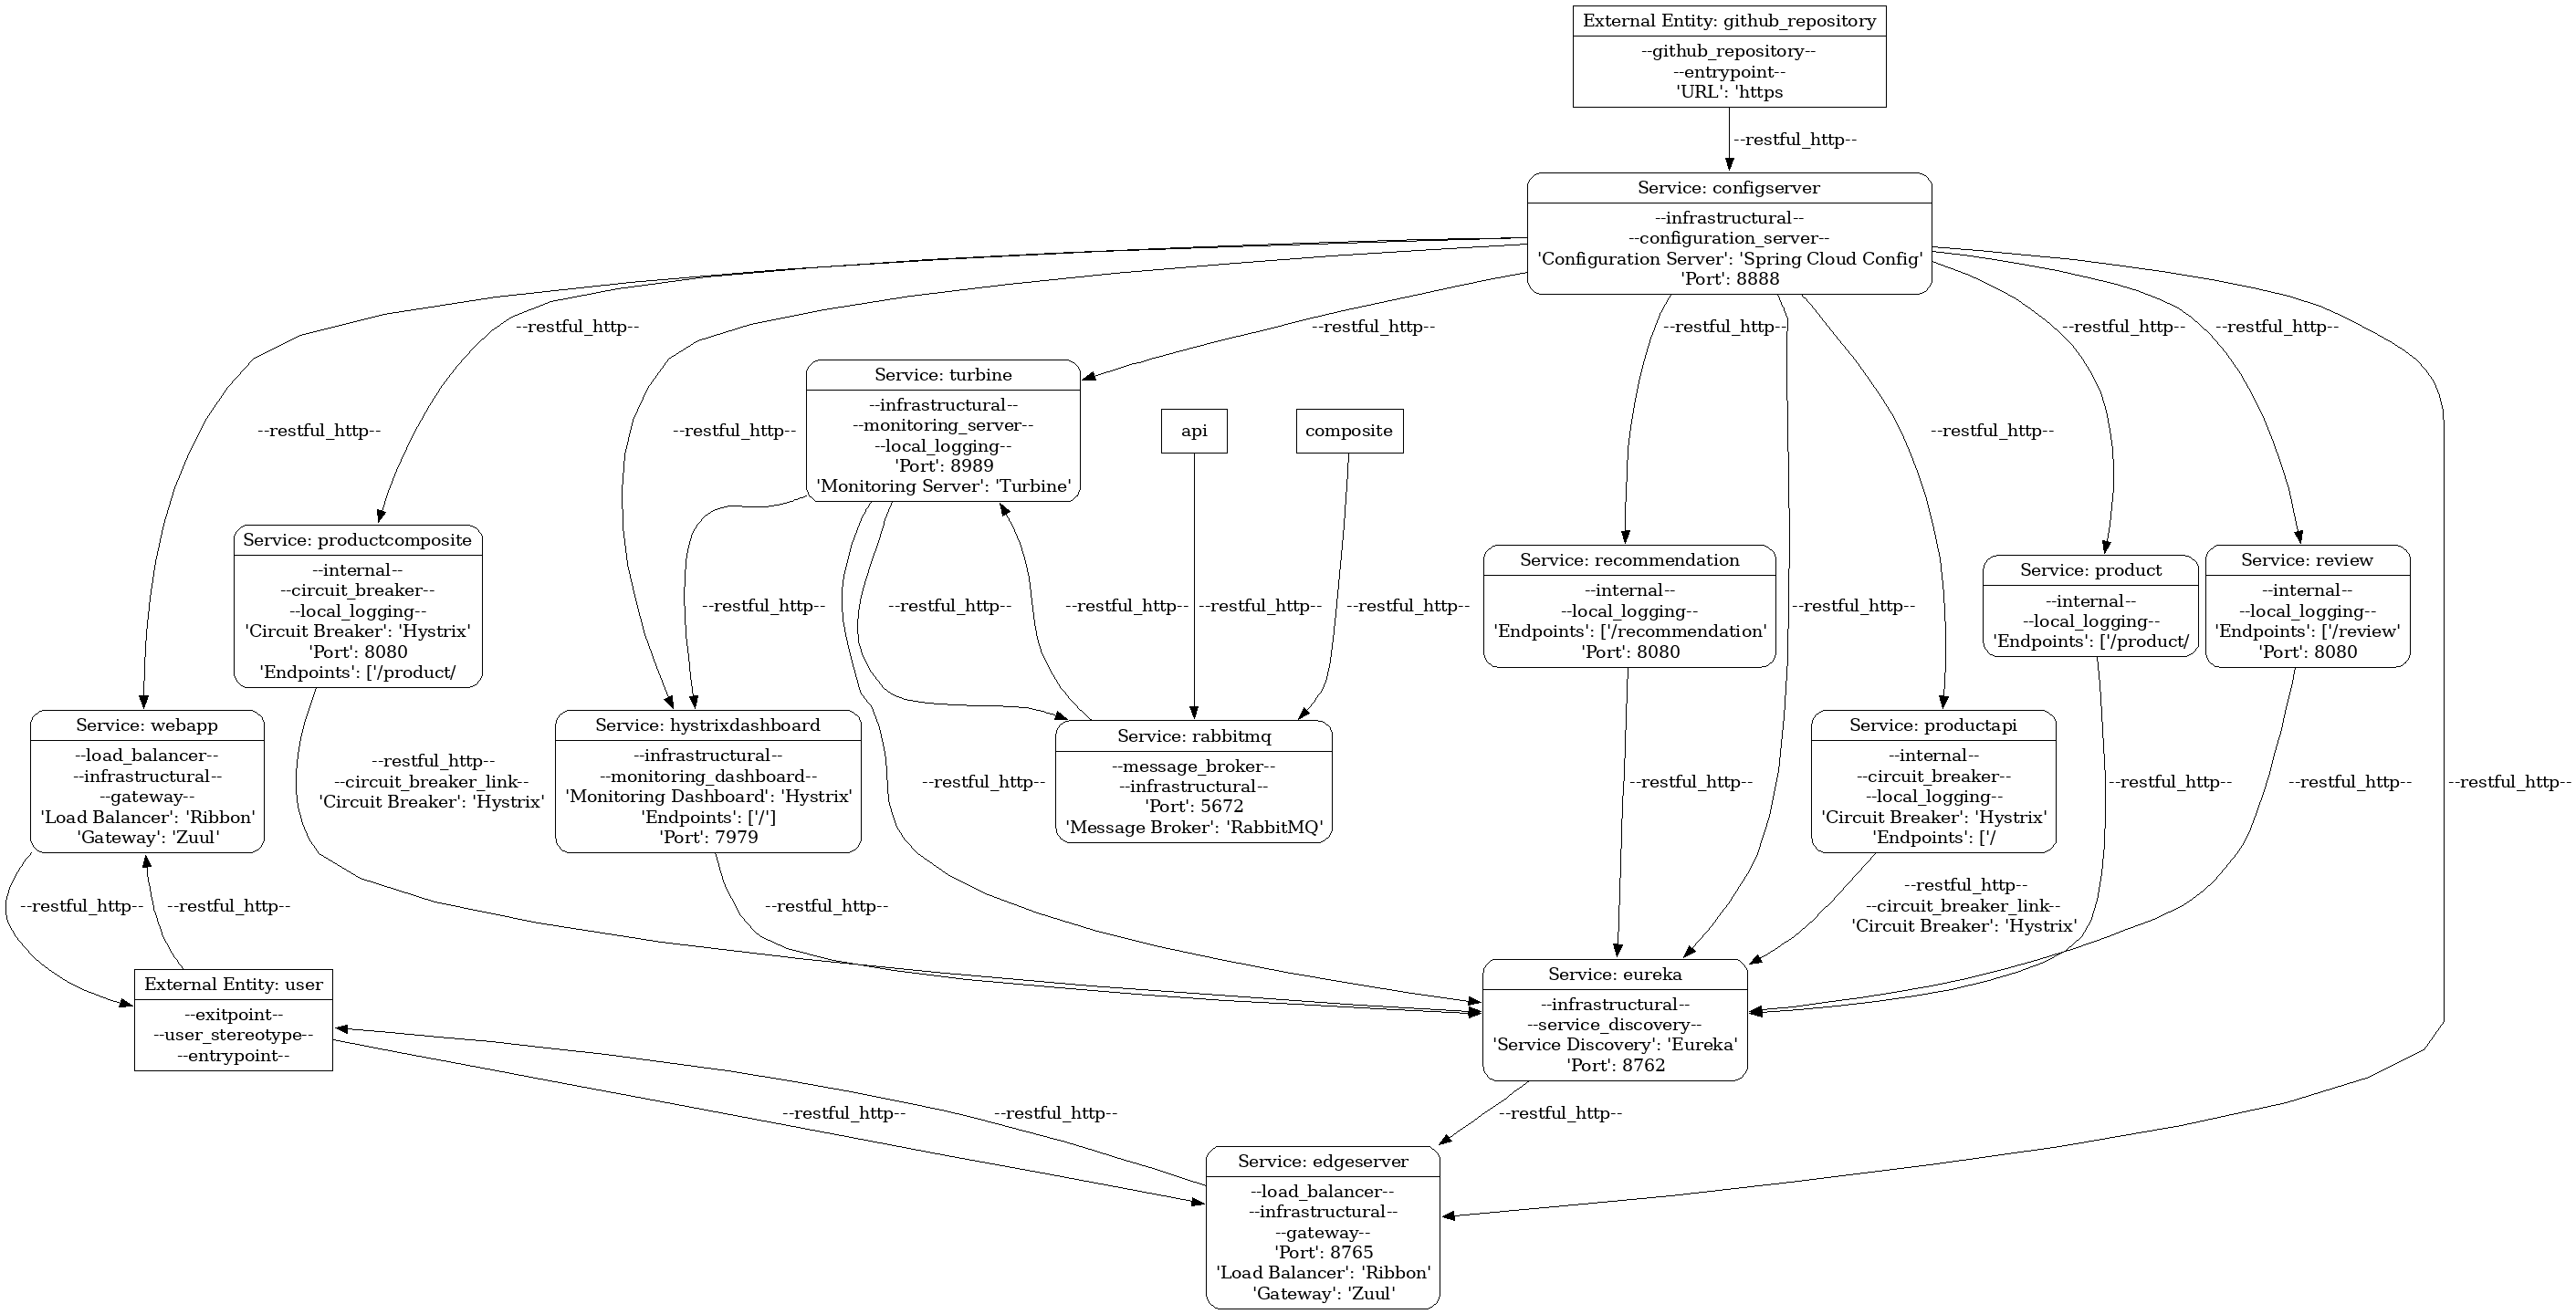 External Entity: github_repository
--github_repository--
--entrypoint--
'URL': 'https
--restful_http--
Service: configserver
--infrastructural--
--configuration_server--
'Configuration Server': 'Spring Cloud Config'
'Port': 8888
--restful_http--
--restful_http--
--restful_http--
--restful_http--
--restful_http--
Service: turbine
--infrastructural--
--monitoring_server--
--local_logging--
'Port': 8989
'Monitoring Server': 'Turbine'
api
composite
--restful_http--
--restful_http--
--restful_http--
Service: productcomposite
--internal--
--circuit_breaker--
--local_logging--
'Circuit Breaker': 'Hystrix'
'Port': 8080
'Endpoints': ['/product/
--restful_http--
--restful_http--
--restful_http--
--restful_http--
--restful_http--
Service: recommendation
--internal--
--local_logging--
'Endpoints': ['/recommendation'
'Port': 8080
--restful_http--
Service: product
--internal--
--local_logging--
'Endpoints': ['/product/
Service: review
--internal--
--local_logging--
'Endpoints': ['/review'
'Port': 8080
Service: webapp
--load_balancer--
--infrastructural--
--gateway--
'Load Balancer': 'Ribbon'
'Gateway': 'Zuul'
--restful_http--
--circuit_breaker_link--
'Circuit Breaker': 'Hystrix'
Service: hystrixdashboard
--infrastructural--
--monitoring_dashboard--
'Monitoring Dashboard': 'Hystrix'
'Endpoints': ['/']
'Port': 7979
--restful_http--
Service: rabbitmq
--message_broker--
--infrastructural--
'Port': 5672
'Message Broker': 'RabbitMQ'
--restful_http--
Service: productapi
--internal--
--circuit_breaker--
--local_logging--
'Circuit Breaker': 'Hystrix'
'Endpoints': ['/
--restful_http--
--restful_http--
--restful_http--
--restful_http--
--restful_http--
--restful_http--
--restful_http--
--circuit_breaker_link--
'Circuit Breaker': 'Hystrix'
External Entity: user
--exitpoint--
--user_stereotype--
--entrypoint--
Service: eureka
--infrastructural--
--service_discovery--
'Service Discovery': 'Eureka'
'Port': 8762
--restful_http--
--restful_http--
--restful_http--
Service: edgeserver
--load_balancer--
--infrastructural--
--gateway--
'Port': 8765
'Load Balancer': 'Ribbon'
'Gateway': 'Zuul'